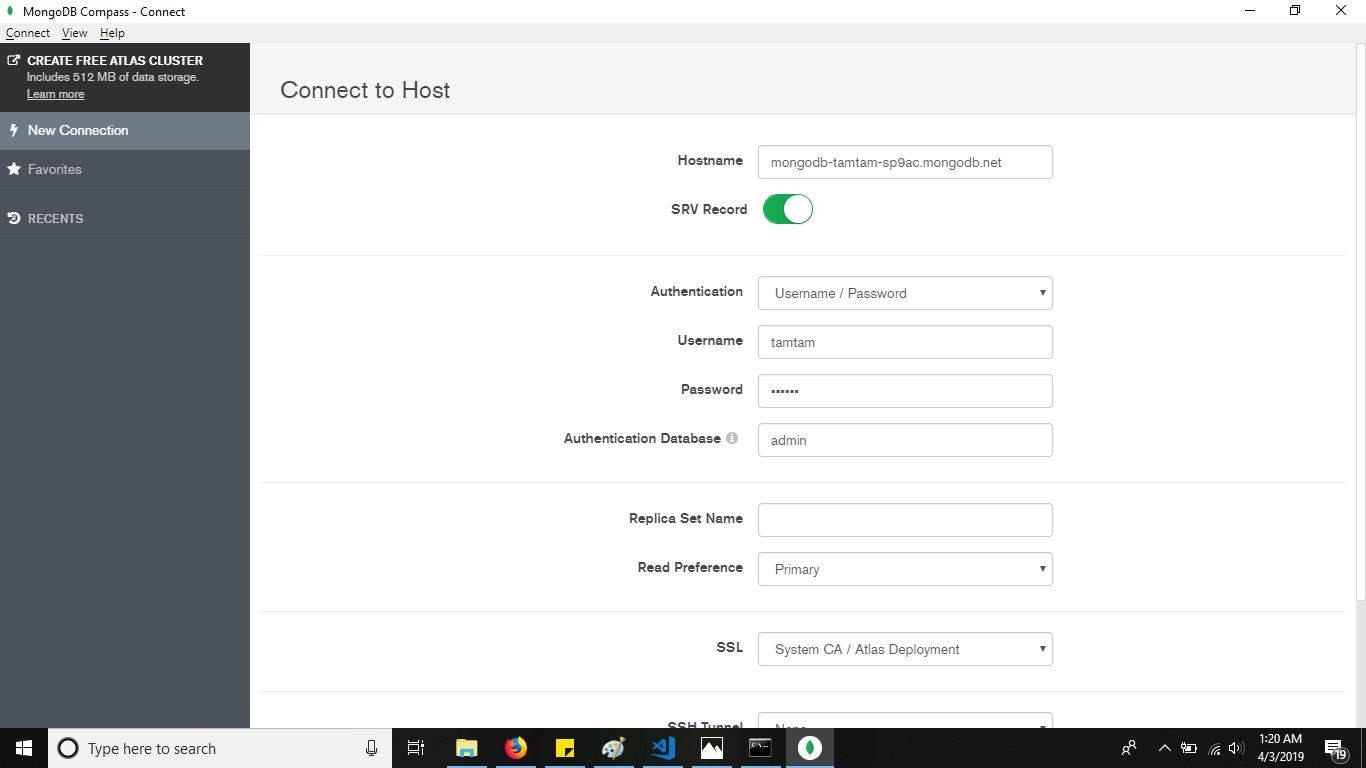 MongoDB Compass - Connect
Connect View Help
CREATE FREE ATLAS CLUSTER
Includes 512 MB of data storage.
Learn more
New Connection
Favorites
RECENTS
Connect to Host
Hostname mongodb-tamtam-sp9ac.mongodb.net
SRV Record
Authentication Username / Password
Username tamtam
Password ••••••
Authentication Database admin
Replica Set Name
Read Preference Primary
SSL System CA / Atlas Deployment
SSH Tunnel None
Type here to search
1:20 AM
4/3/2019
19